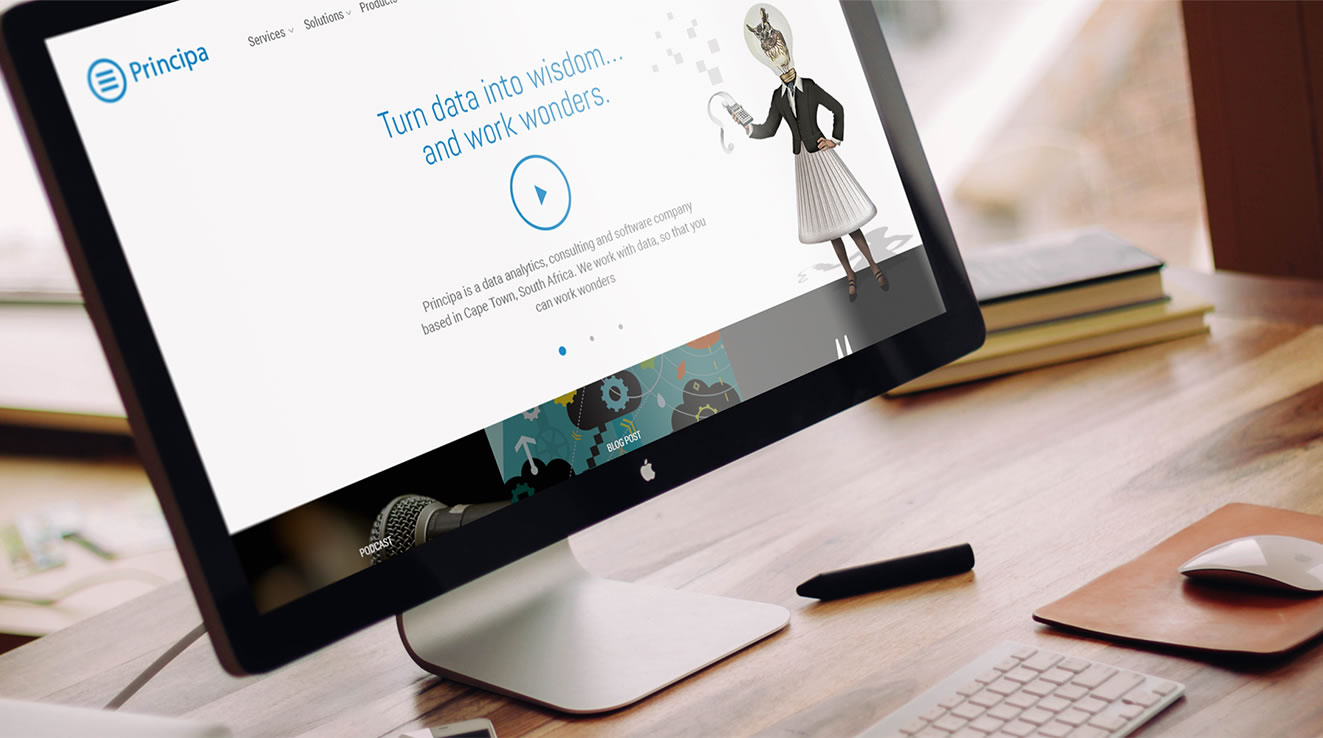 Principa
Services
Solutions
Products
Turn data into wisdom...
and work wonders.
Principa is a data analytics, consulting and software company
based in Cape Town, South Africa. We work with data, so that you
can work wonders
BLOG POST
PODCAST